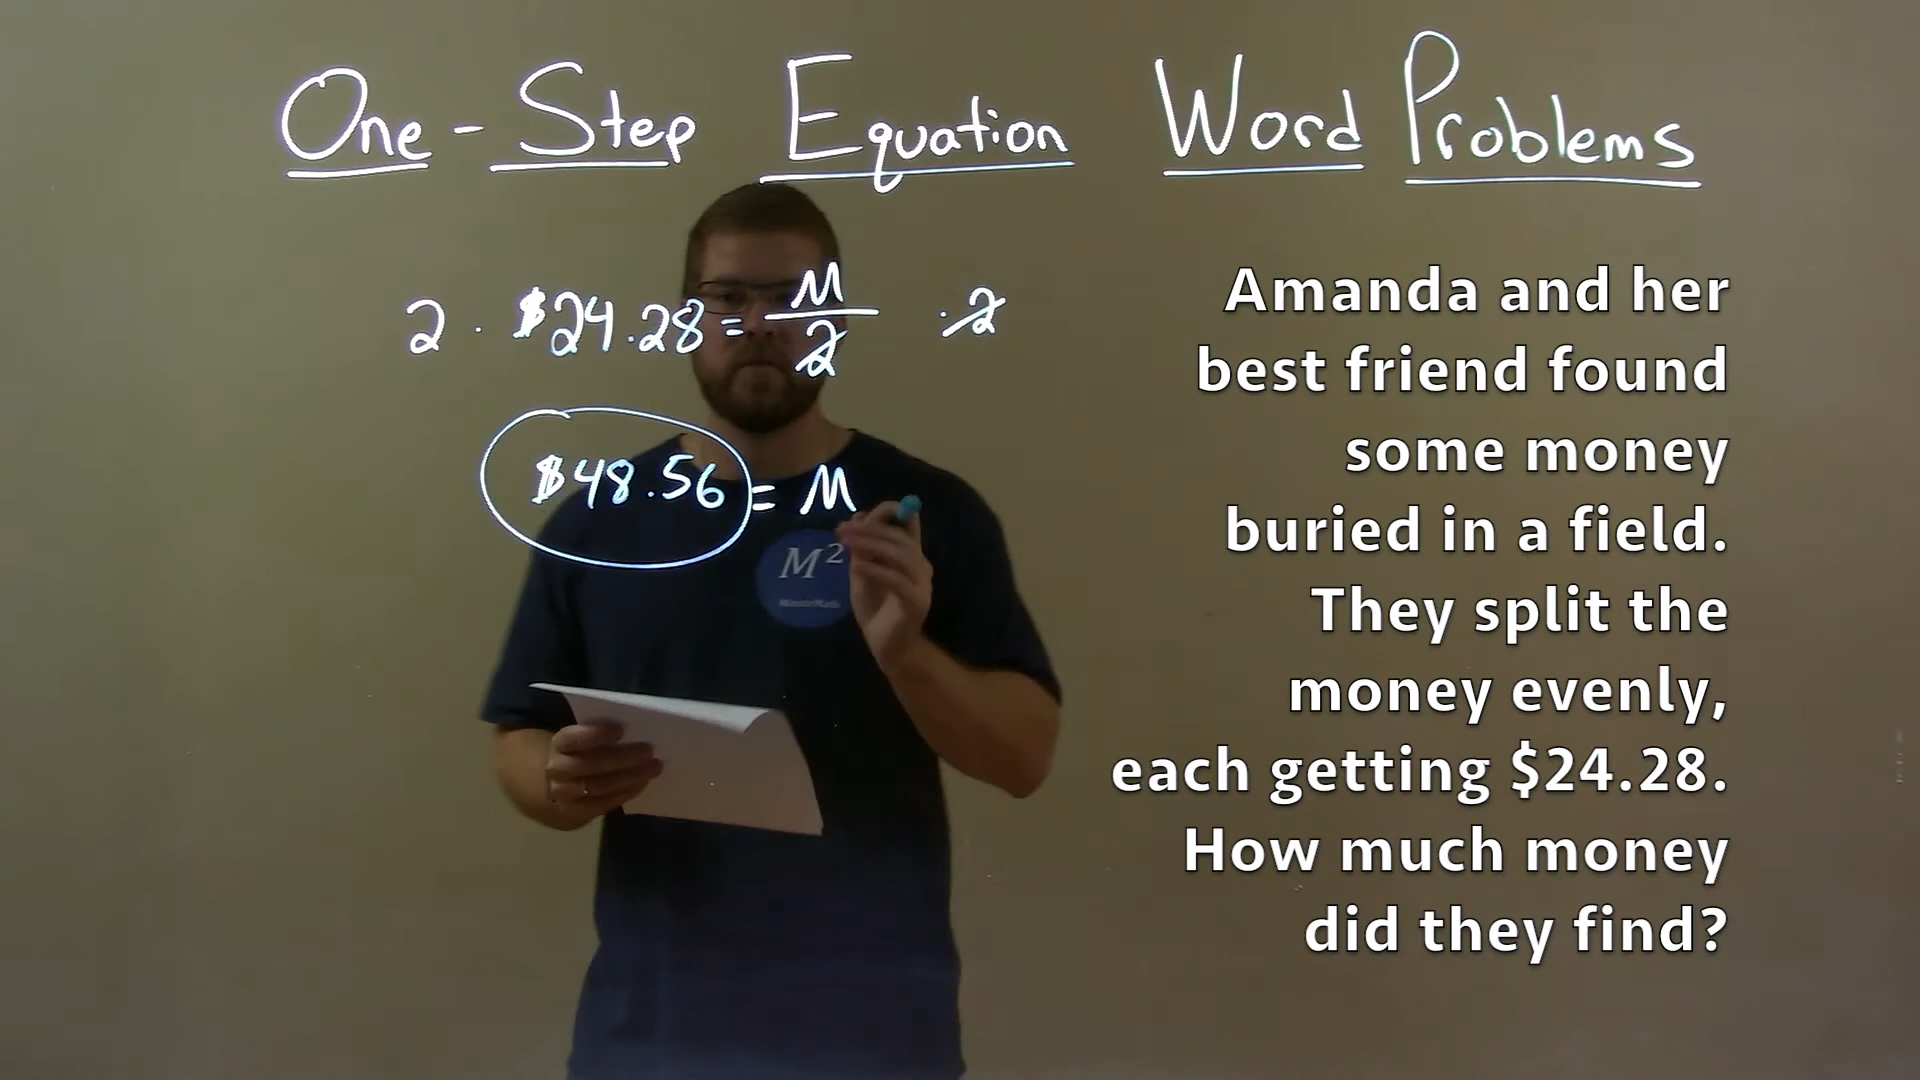 One-Step Equation Word Problems
2 · $24.28 = M/2 · 2
$48.56 = M
M²
MinuteMath
Amanda and her
best friend found
some money
buried in a field.
They split the
money evenly,
each getting $24.28.
How much money
did they find?